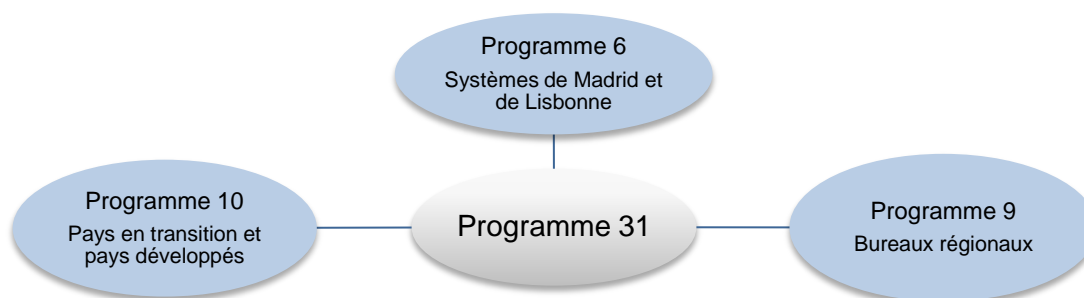 Programme 6
Systèmes de Madrid et
de Lisbonne
Programme 10
Pays en transition et
pays développés
Programme 31
Programme 9
Bureaux régionaux